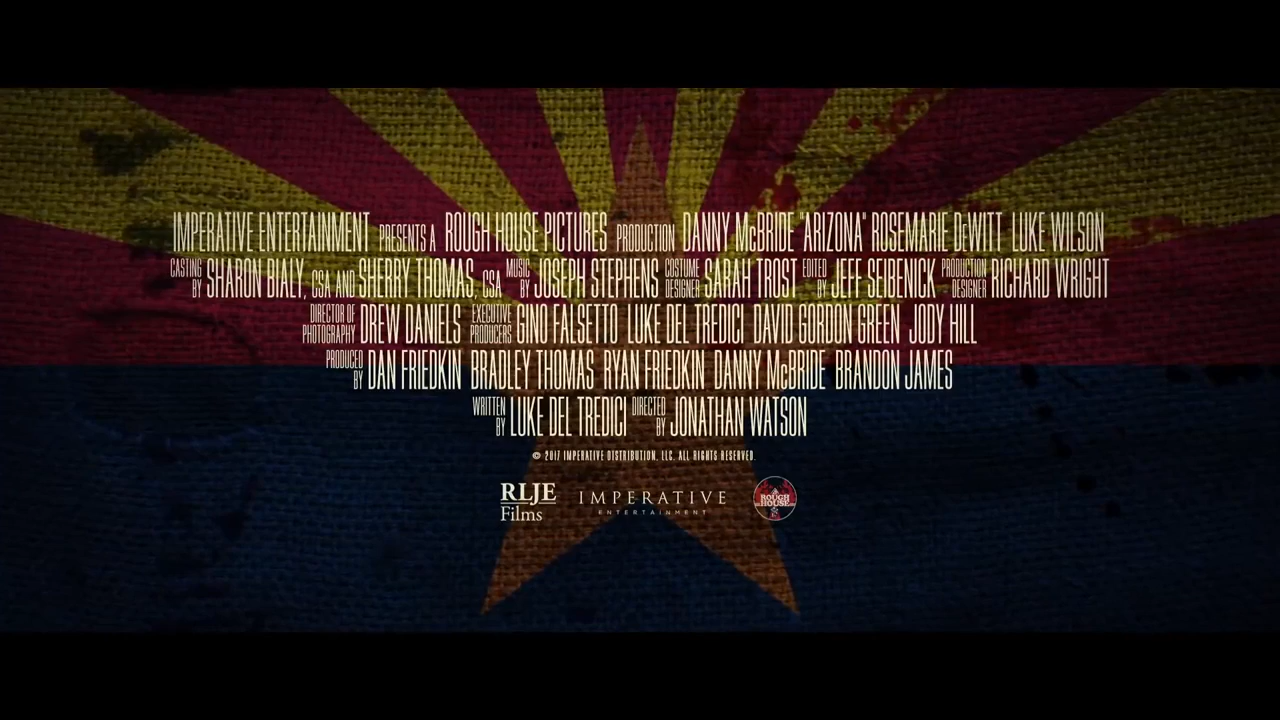 IMPERATIVE ENTERTAINMENT PRESENTS A ROUGH HOUSE PICTURES PRODUCTION DANNY McBRIDE "ARIZONA" ROSEMARIE DeWITT LUKE WILSON
CASTING BY SHARON BIALY, CSA AND SHERRY THOMAS, CSA MUSIC BY JOSEPH STEPHENS COSTUME DESIGNER SARAH TROST EDITED BY JEFF SEIBENICK PRODUCTION DESIGNER RICHARD WRIGHT
DIRECTOR OF PHOTOGRAPHY DREW DANIELS EXECUTIVE PRODUCERS GINO FALSETTO LUKE DEL TREDICI DAVID GORDON GREEN JODY HILL
PRODUCED BY DAN FRIEDKIN BRADLEY THOMAS RYAN FRIEDKIN DANNY McBRIDE BRANDON JAMES
WRITTEN BY LUKE DEL TREDICI DIRECTED BY JONATHAN WATSON
© 2017 IMPERATIVE DISTRIBUTION, LLC. ALL RIGHTS RESERVED.
RLJE Films
IMPERATIVE ENTERTAINMENT
ROUGH HOUSE